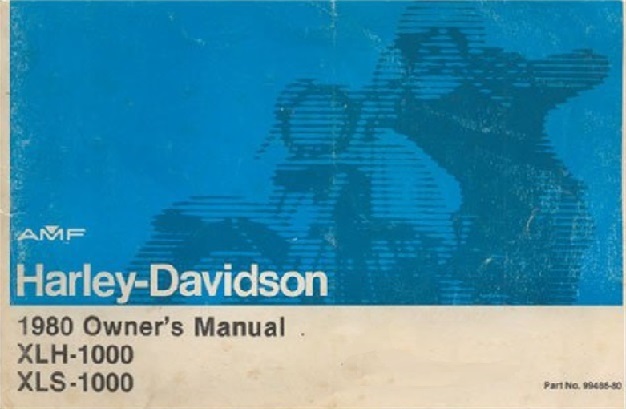 AMF
Harley-Davidson
1980 Owner's Manual
XLH-1000
XLS-1000
Part No. 99466-80